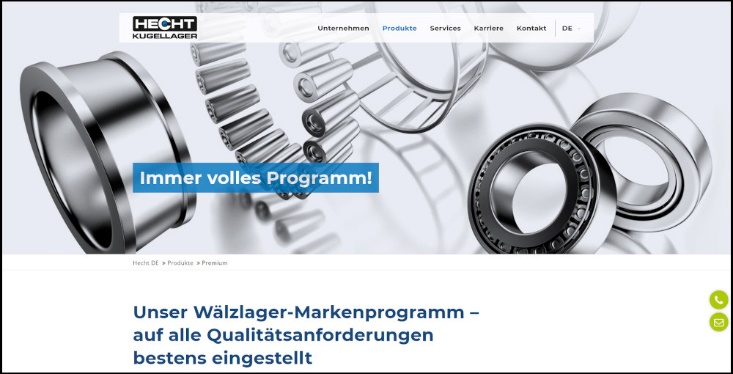 HECHT
KUGELLAGER
Unternehmen Produkte Services Karriere Kontakt DE
Immer volles Programm!
Hecht DE » Produkte » Premium
Unser Wälzlager-Markenprogramm –
auf alle Qualitätsanforderungen
bestens eingestellt